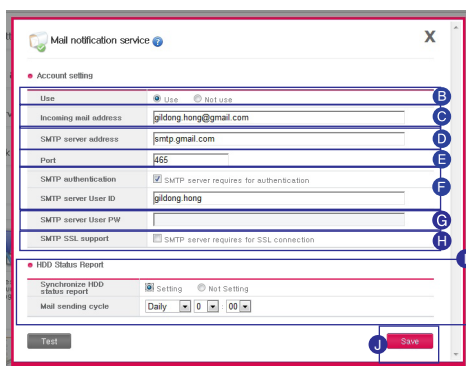 Mail notification service ?
X
Account setting
Use Use Not use B
Incoming mail address gildong.hong@gmail.com C
SMTP server address smtp.gmail.com D
Port 465 E
SMTP authentication SMTP server requires for authentication
F
SMTP server User ID gildong.hong
SMTP server User PW G
SMTP SSL support SMTP server requires for SSL connection H
HDD Status Report
Synchronize HDD
status report Setting Not Setting
Mail sending cycle Daily 0 : 00
Test J Save